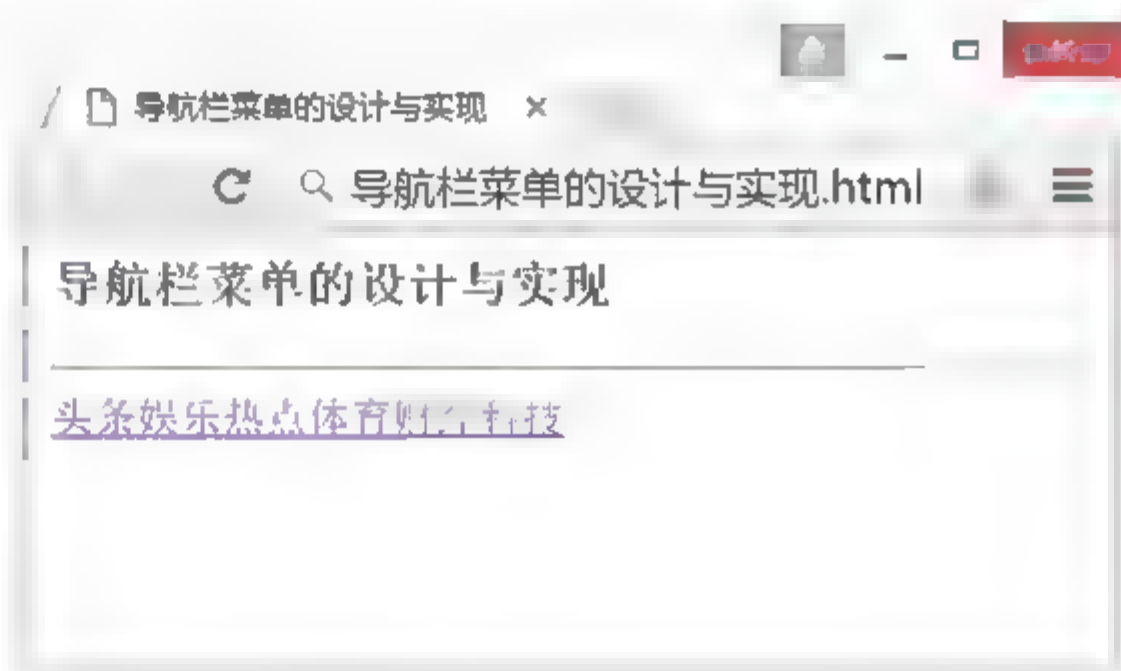 导航栏菜单的设计与实现
导航栏菜单的设计与实现.html
导航栏菜单的设计与实现
头条娱乐热点体育